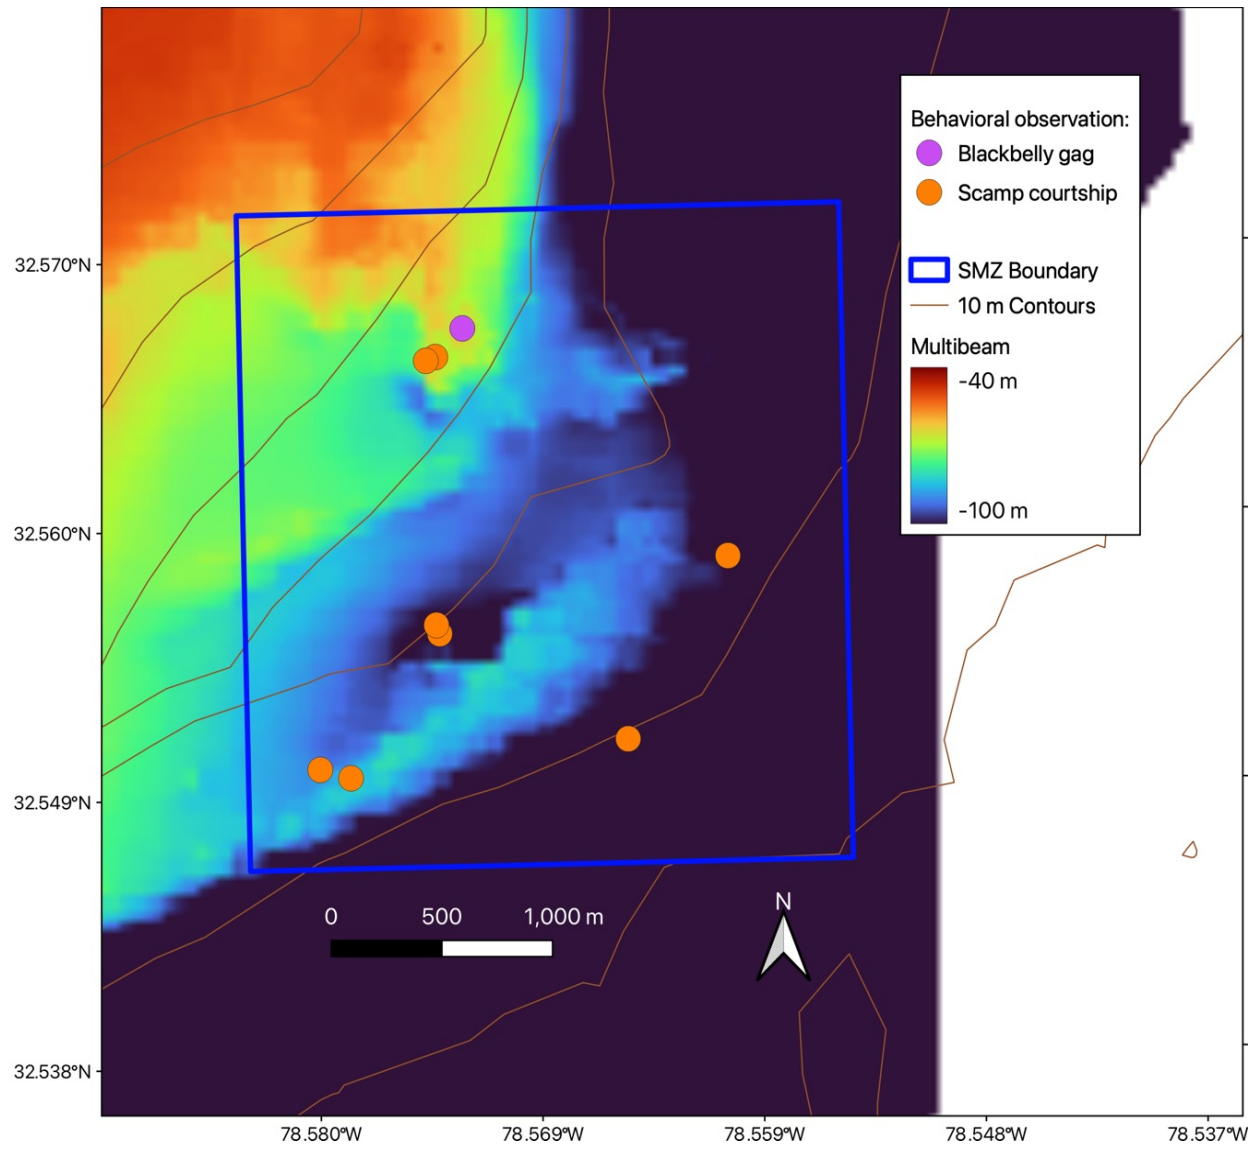 Behavioral observation:
Blackbelly gag
Scamp courtship
SMZ Boundary
10 m Contours
Multibeam
-40 m
-100 m
32.570°N
32.560°N
32.549°N
32.538°N
0 500 1,000 m
N
78.580°W 78.569°W 78.559°W 78.548°W 78.537°W